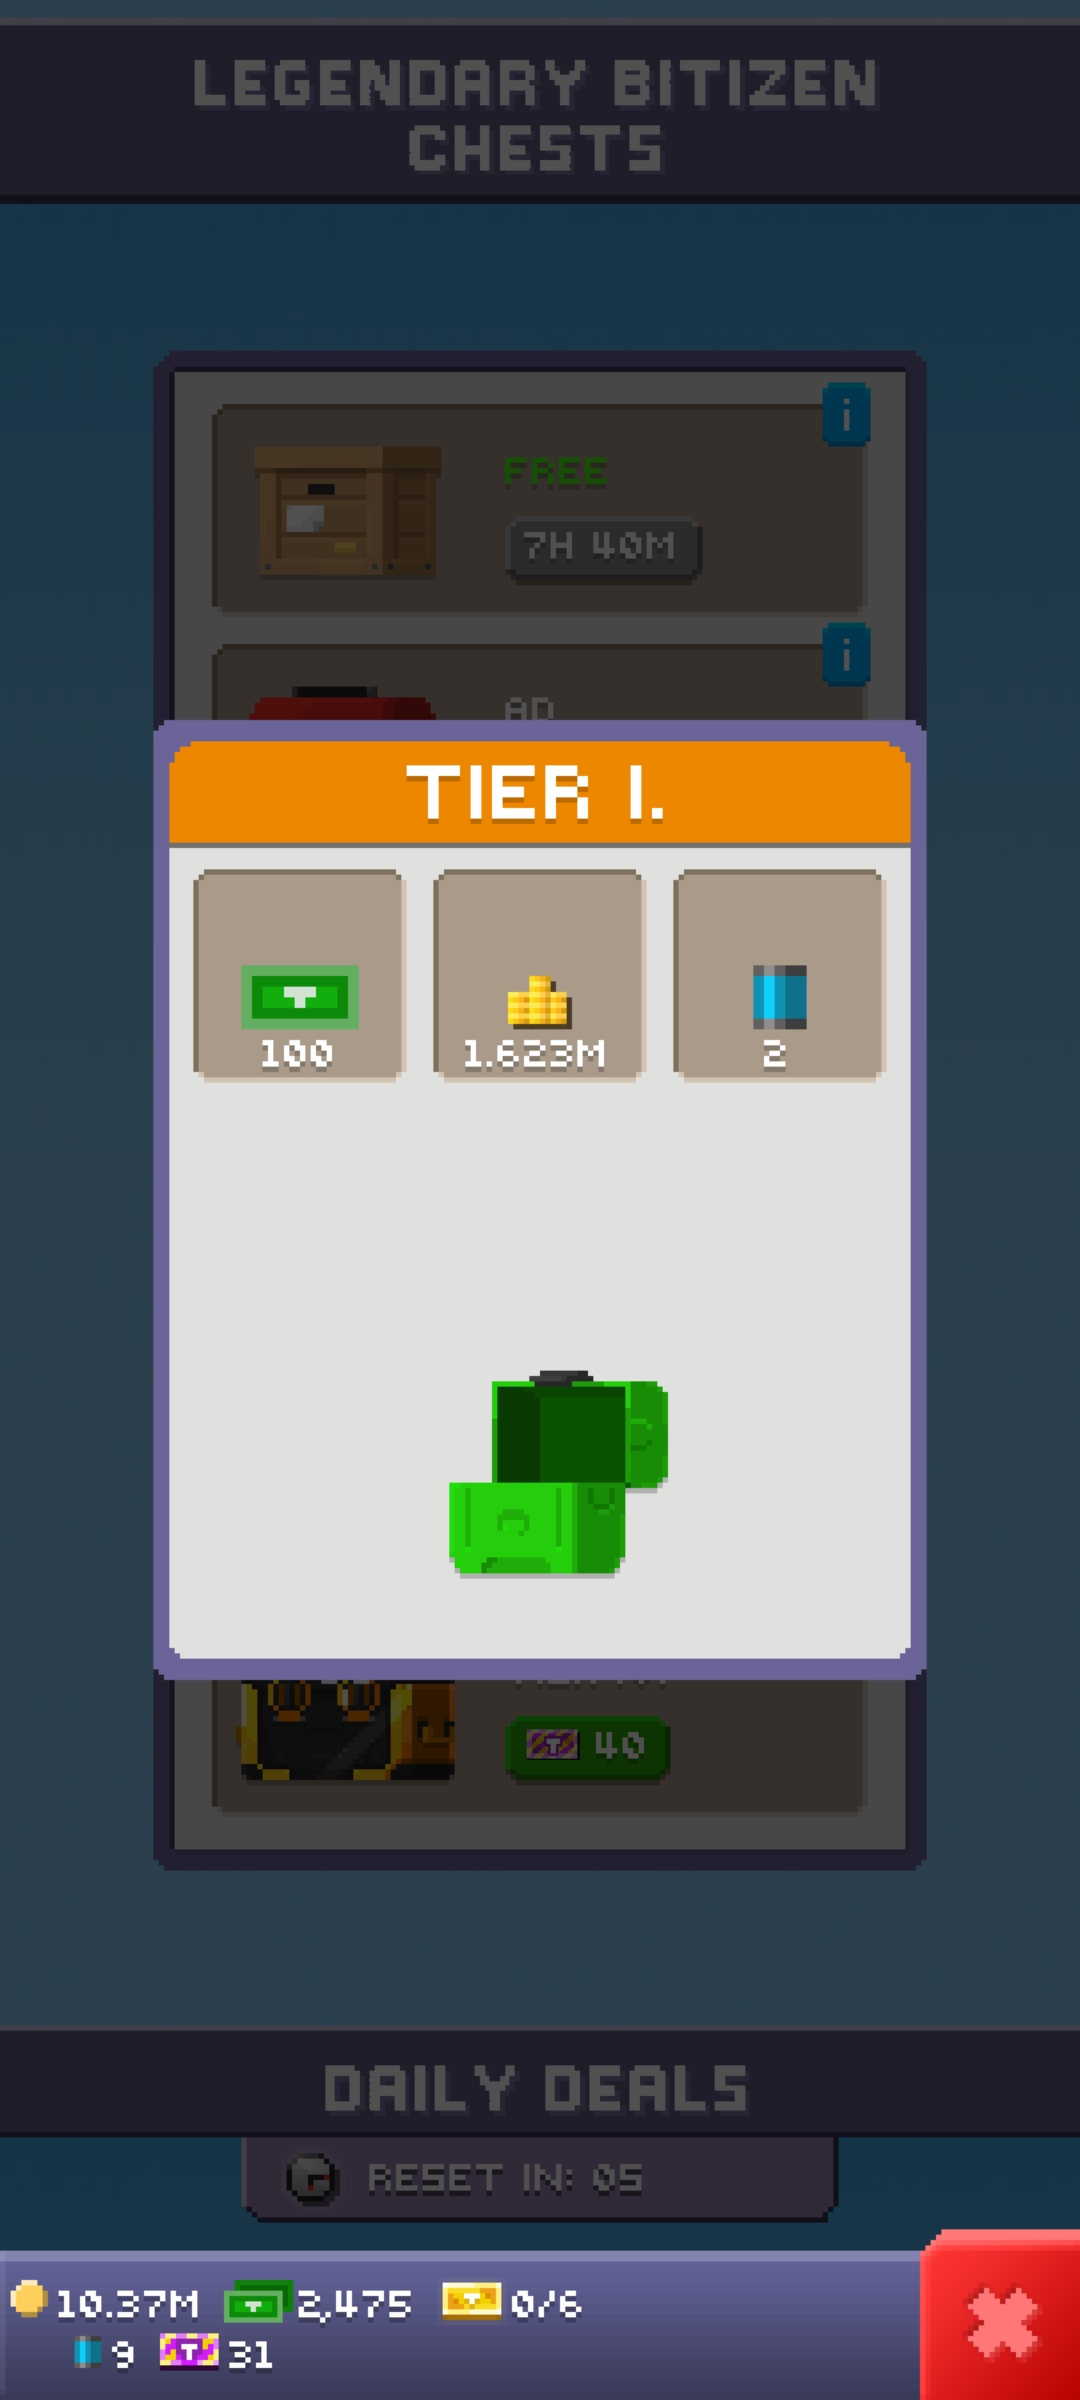 LEGENDARY BITIZEN
CHESTS
i
FREE
7H 40M
i
AD
TIER I.
100
1.623M
2
40
DAILY DEALS
RESET IN: 0S
10.37M 2,475 0/6
9 31